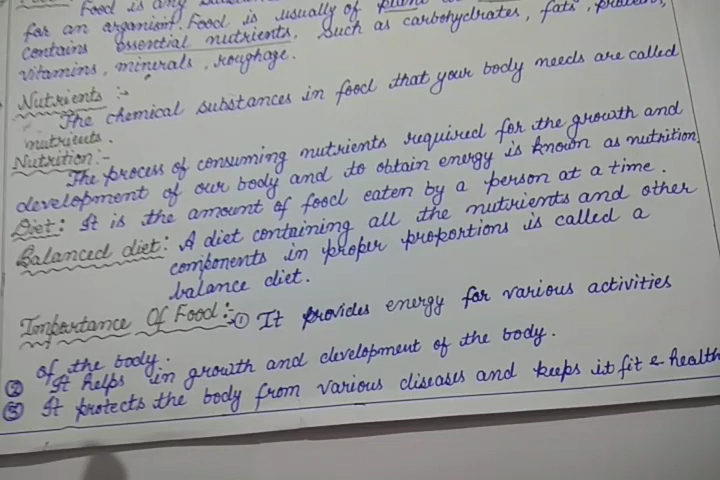 Food is any
for an organism. Food is usually of plant
contains essential nutrients, such as carbohydrates, fats, proteins,
vitamins, minerals, roughage.
Nutrients :-
The chemical substances in food that your body needs are called
nutrients.
Nutrition:-
The process of consuming nutrients required for the growth and
development of our body and to obtain energy is known as nutrition.
Diet: It is the amount of food eaten by a person at a time.
Balanced diet: A diet containing all the nutrients and other
components in proper proportions is called a
balance diet.
Importance Of Food:- ① It provides energy for various activities
of the body.
② It helps in growth and development of the body.
③ It protects the body from various diseases and keeps it fit & health